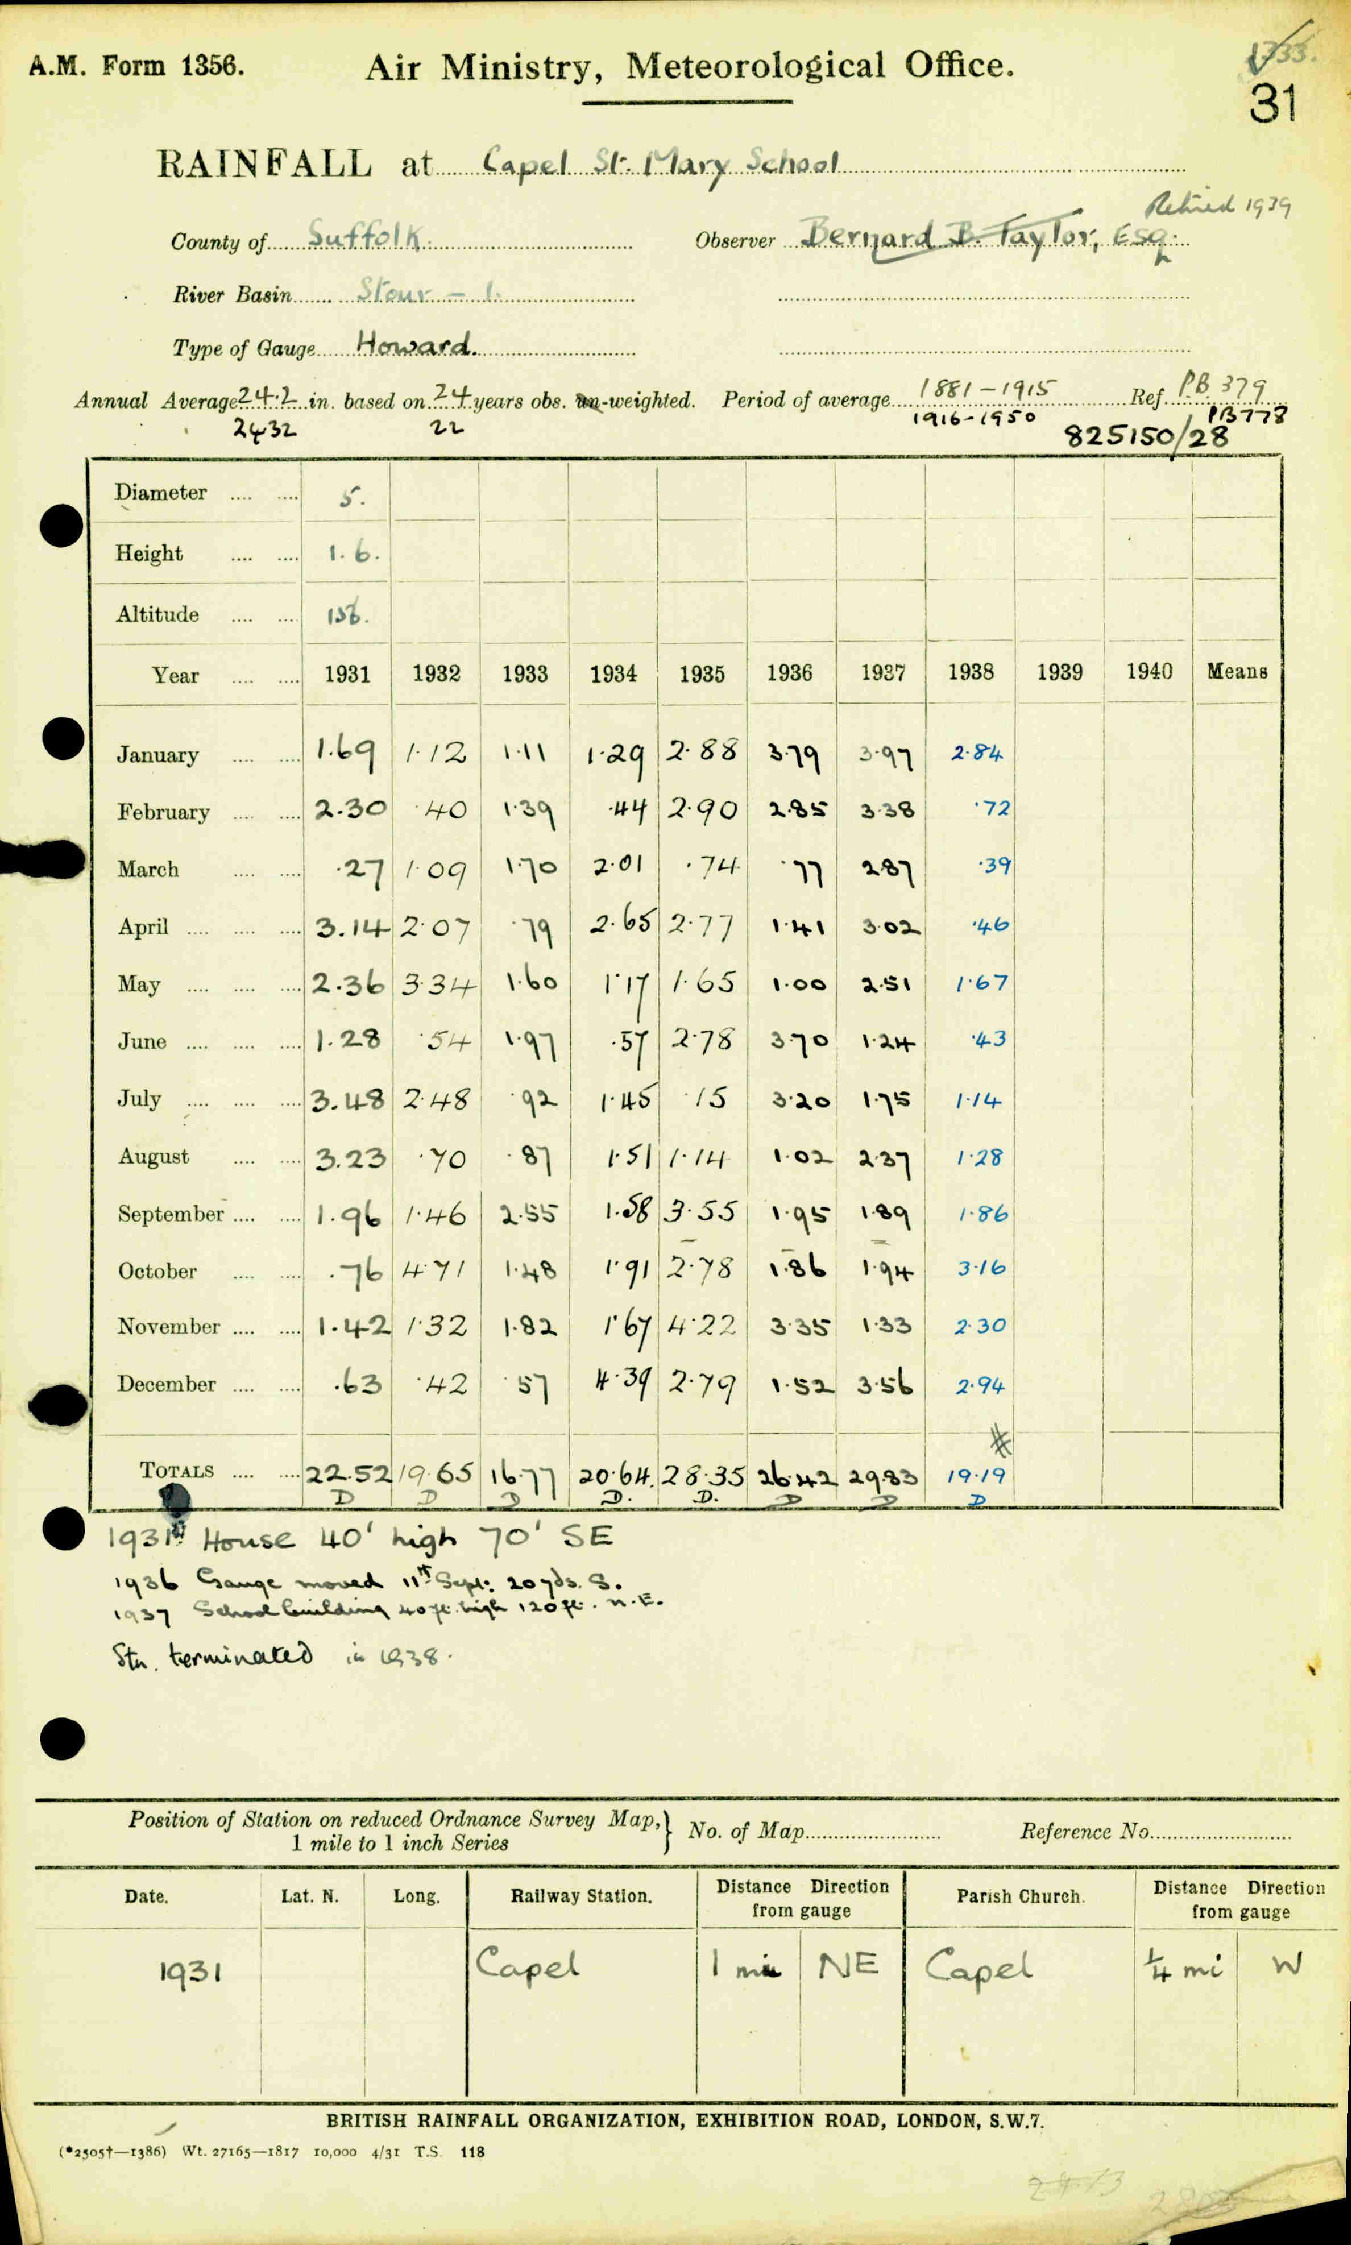 1333.
A.M. Form 1356. Air Ministry, Meteorological Office.
31
RAINFALL at Capel St. Mary School
Retired 1939
County of Suffolk. Observer Bernard B. Taylor, Esq.
River Basin Stour - 1.
Type of Gauge Howard.
Annual Average 24.2 in. based on 24 years obs. un-weighted. Period of average 1881-1915 Ref. P.B. 379
2432 22 1916-1950 PB 778
825150/28
Diameter .... .... 5.
Height .... .... 1.6.
Altitude .... .... 156.
Year .... .... 1931 1932 1933 1934 1935 1936 1937 1938 1939 1940 Means
January .... .... 1.69 1.12 1.11 1.29 2.88 3.79 3.97 2.84
February .... .... 2.30 .40 1.39 .44 2.90 2.85 3.38 .72
March .... .... .27 1.09 1.70 2.01 .74 .77 2.87 .39
April .... .... .... 3.14 2.07 .79 2.65 2.77 1.41 3.02 .46
May .... .... .... 2.36 3.34 1.60 1.17 1.65 1.00 2.51 1.67
June .... .... .... 1.28 .54 1.97 .57 2.78 3.70 1.24 .43
July .... .... .... 3.48 2.48 .92 1.45 .15 3.20 1.75 1.14
August .... .... 3.23 .70 .87 1.51 1.14 1.02 2.37 1.28
September .... .... 1.96 1.46 2.55 1.58 3.55 1.95 1.89 1.86
October .... .... .76 4.71 1.48 1.91 2.78 1.86 1.94 3.16
November .... .... 1.42 1.32 1.82 1.67 4.22 3.35 1.33 2.30
December .... .... .63 .42 .57 4.39 2.79 1.52 3.56 2.94
#
TOTALS .... .... 22.52 19.65 16.77 20.64. 28.35 26.42 29.83 19.19
D D D D. D. D D D
1931 House 40' high 70' SE
1936 Gauge moved 11th Sept: 20 yds. S.
1937 School building 40 ft. high 120 ft. N.E.
Stn. terminated in 1938.
Position of Station on reduced Ordnance Survey Map, } No. of Map Reference No.
1 mile to 1 inch Series
Date. Lat. N. Long. Railway Station. Distance Direction from gauge Parish Church. Distance Direction from gauge
1931 Capel 1 mi NE Capel 1/4 mi W
BRITISH RAINFALL ORGANIZATION, EXHIBITION ROAD, LONDON, S.W.7.
(*2505†—1386) Wt. 27165—1817 10,000 4/31 T.S. 118